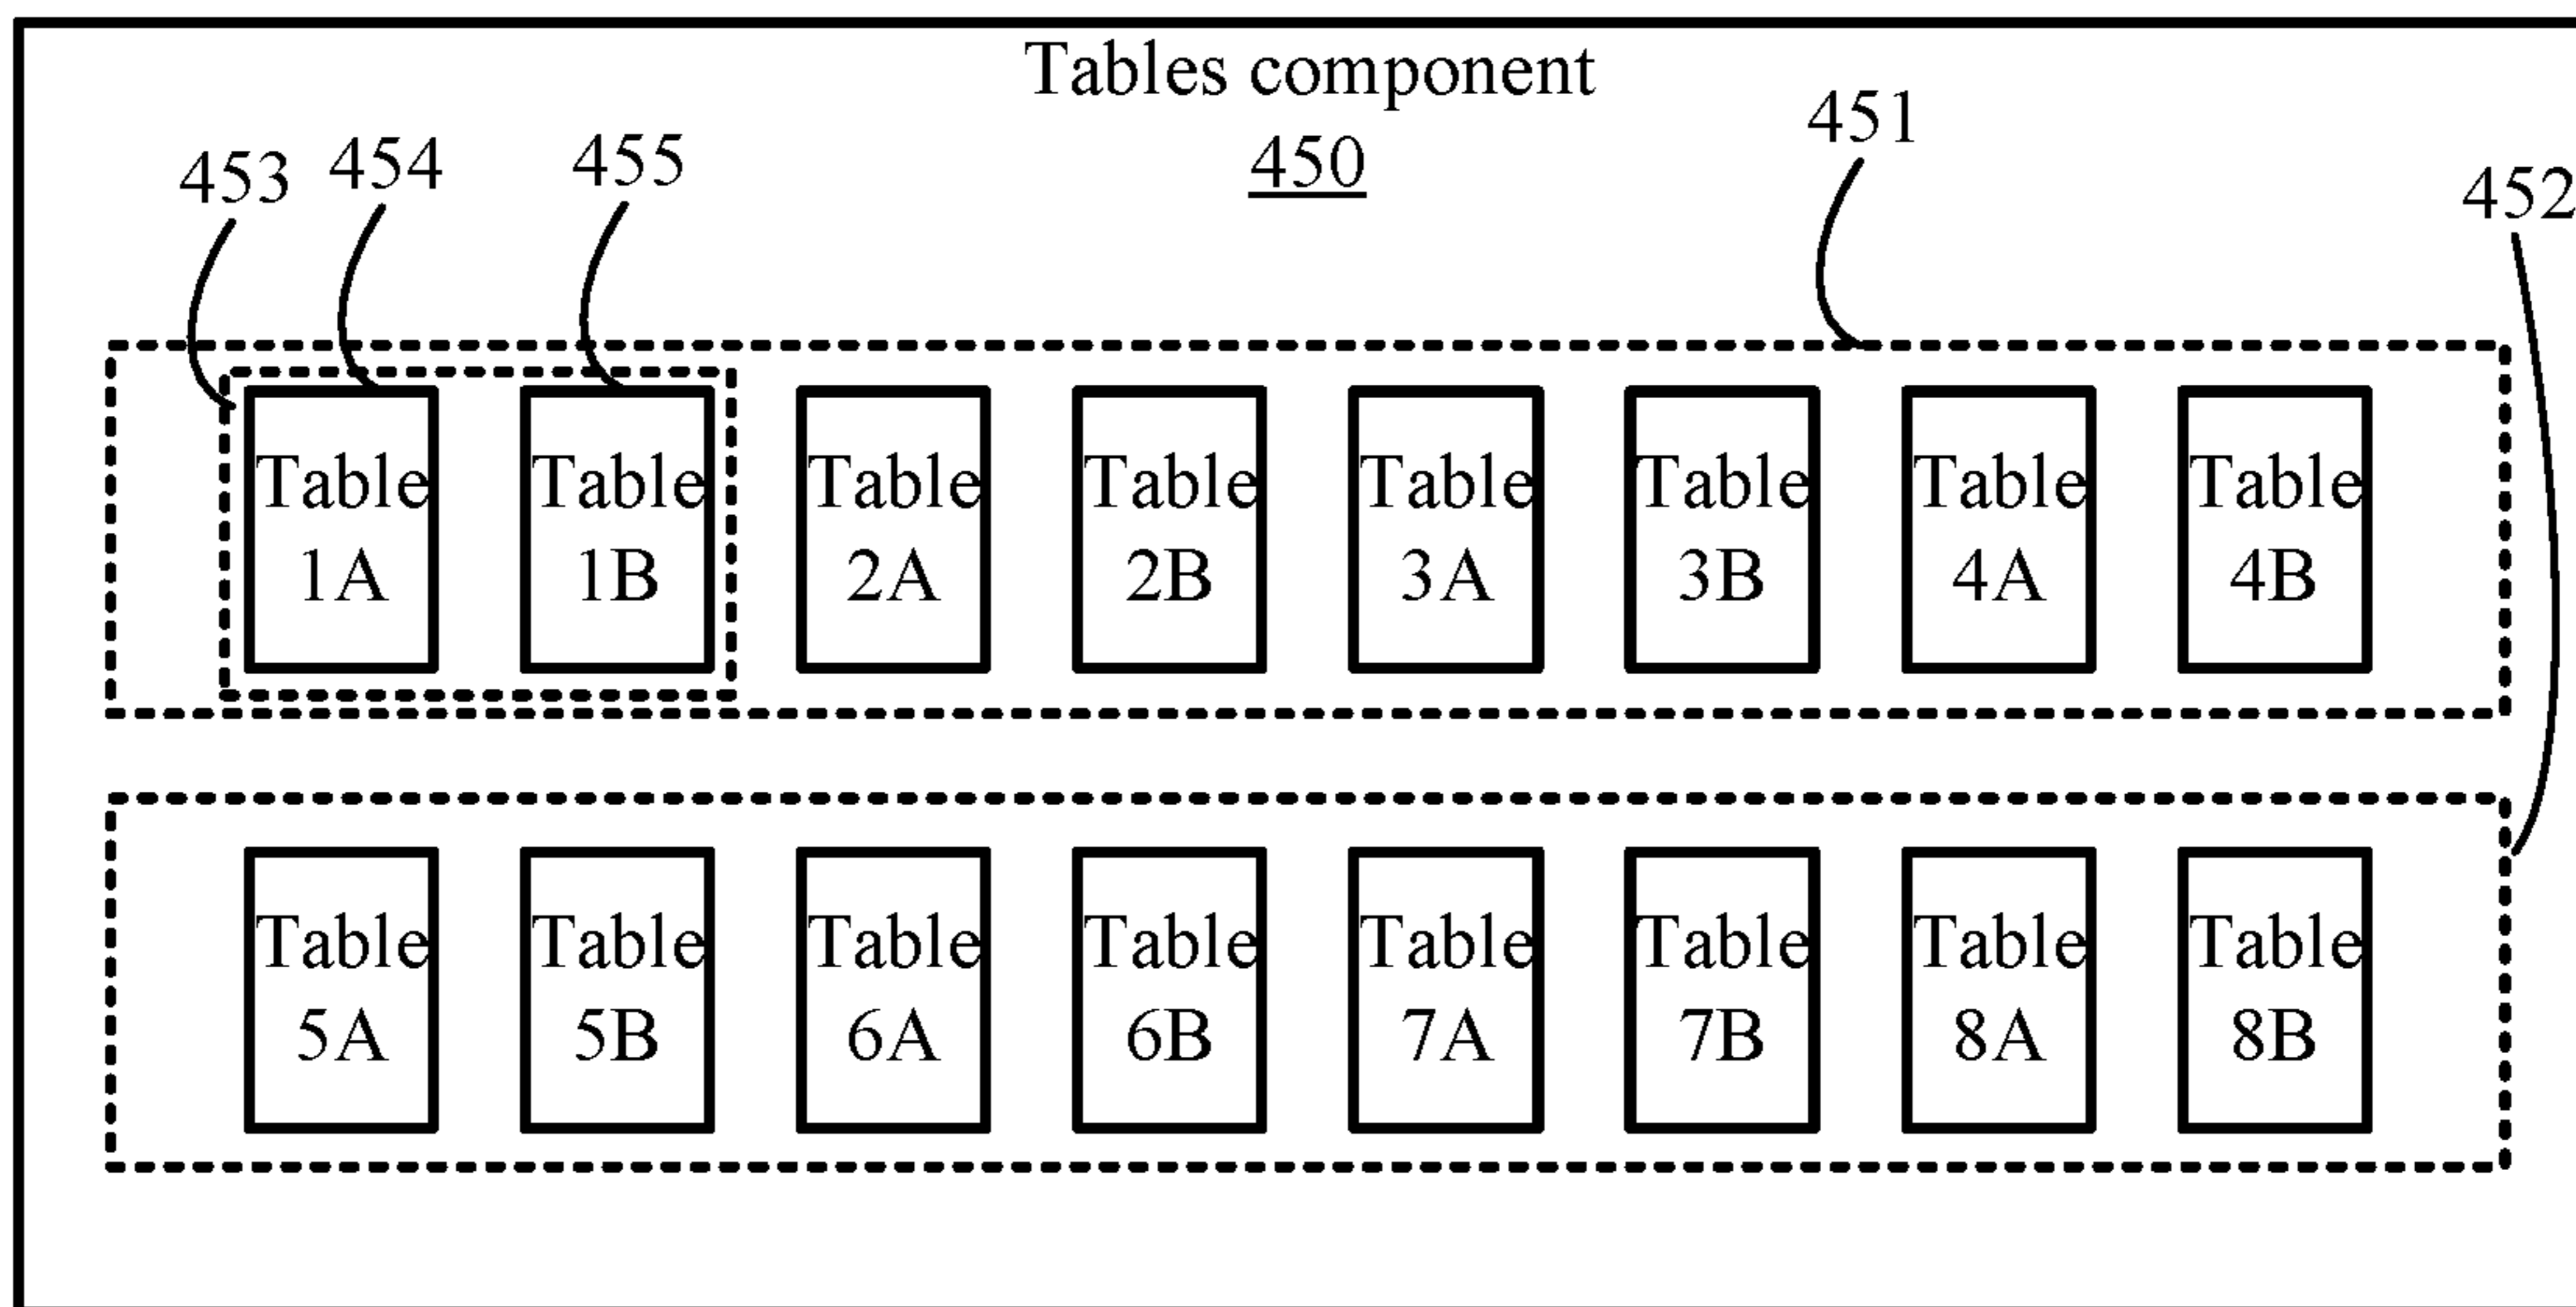 Tables component
450
451
452
453
454
455
Table 1A
Table 1B
Table 2A
Table 2B
Table 3A
Table 3B
Table 4A
Table 4B
Table 5A
Table 5B
Table 6A
Table 6B
Table 7A
Table 7B
Table 8A
Table 8B